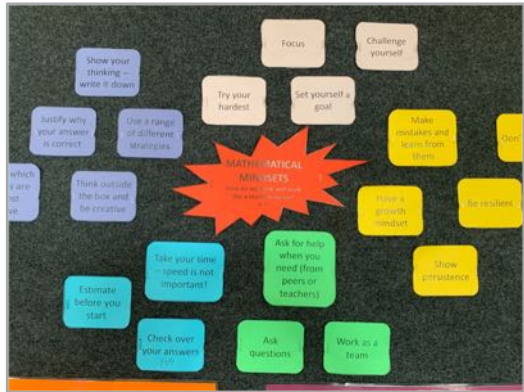 Focus
Challenge
yourself
Show your
thinking –
write it down
Try your
hardest
Set yourself a
goal
Justify why
your answer
is correct
Use a range
of different
strategies
Make
mistakes and
learn from
them
Don't
MATHEMATICAL
MINDSETS
which
are
Think outside
the box and
be creative
Have a
growth
mindset
Be resilient
Take your time
– speed is not
important!
Ask for help
when you
need (from
peers or
teachers)
Show
persistence
Estimate
before you
start
Check over
your answers
Ask
questions
Work as a
team